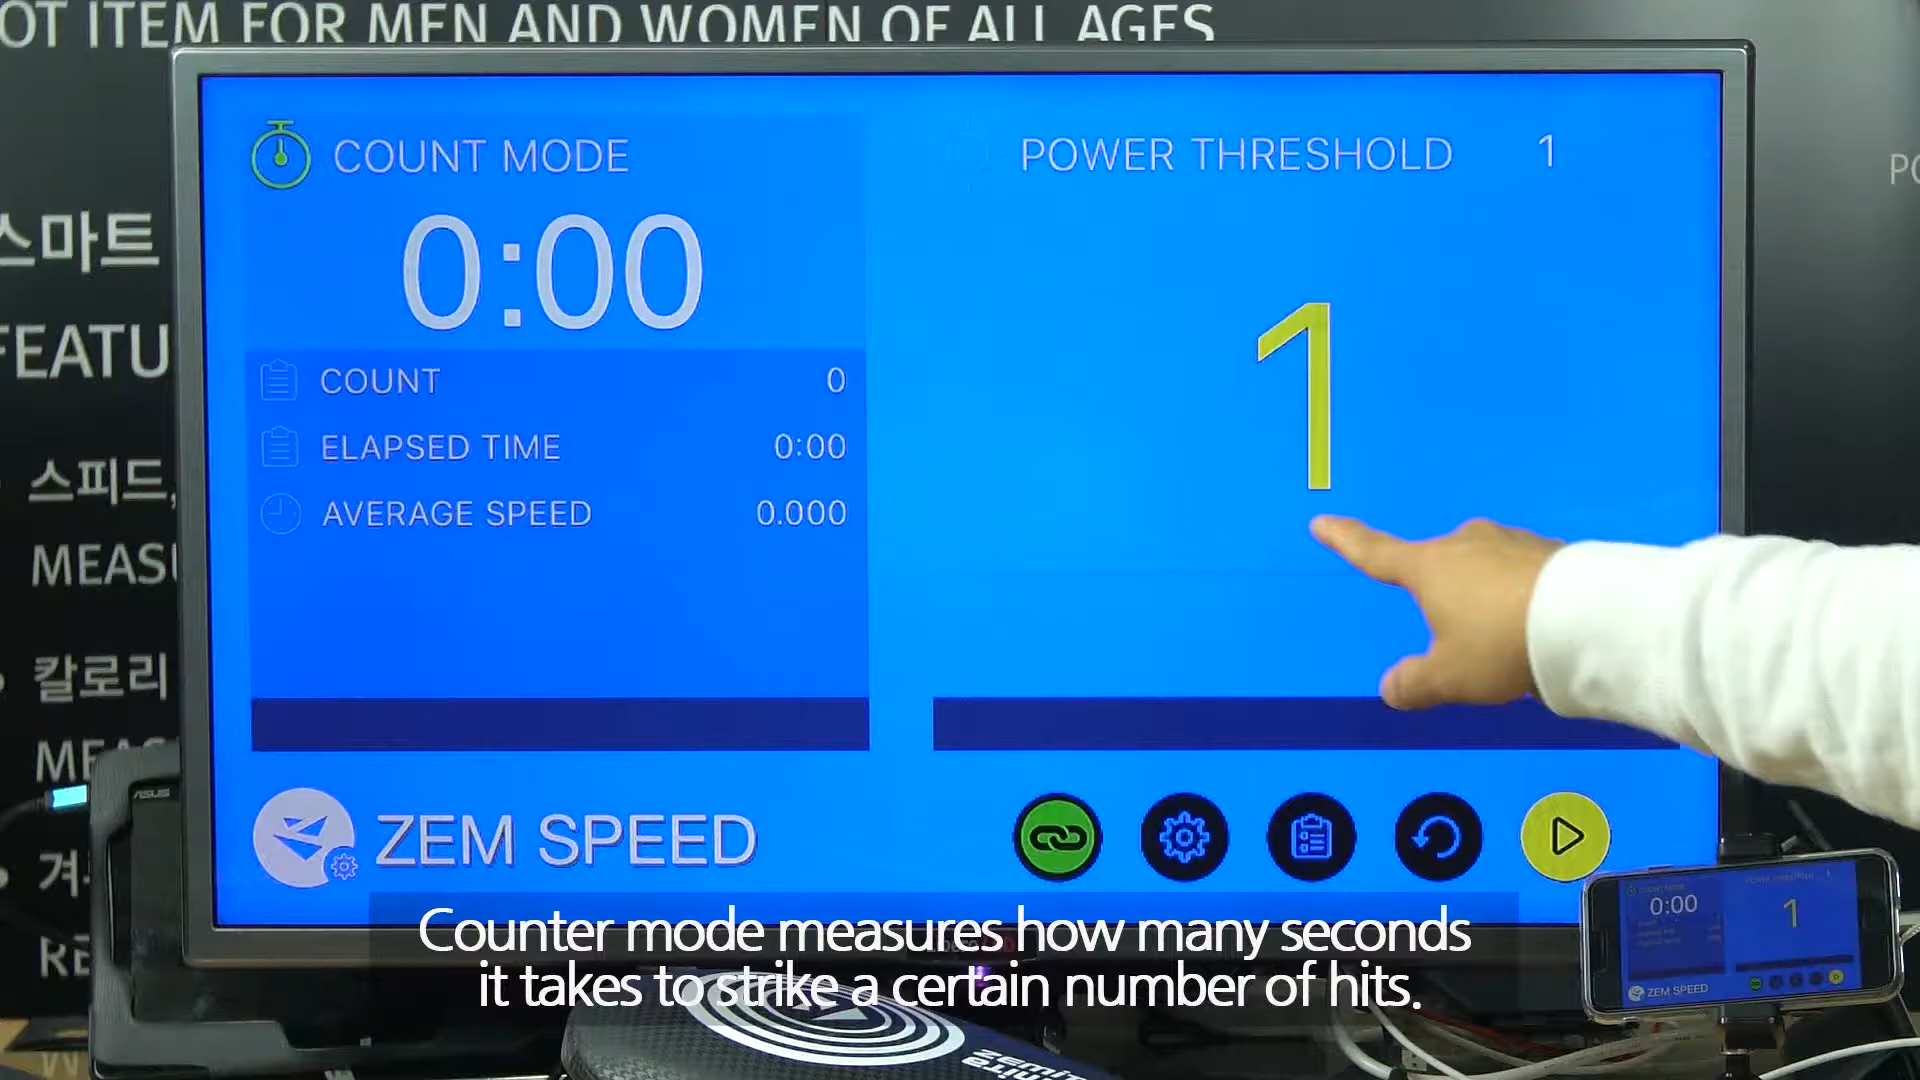 OT ITEM FOR MEN AND WOMEN OF ALL AGES
스마트
FEATU
스피드,
MEASU
칼로리
MEAS
COUNT MODE
0:00
COUNT 0
ELAPSED TIME 0:00
AVERAGE SPEED 0.000
POWER THRESHOLD 1
1
ZEM SPEED
ASUS
Counter mode measures how many seconds
it takes to strike a certain number of hits.
0:00
1
ZEM SPEED